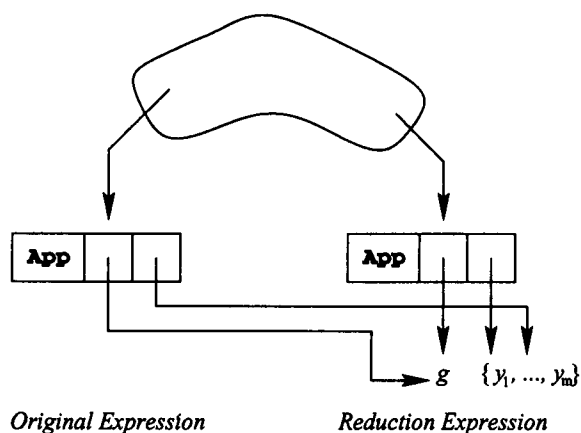 App App
g {y₁, ..., yₘ}
Original Expression Reduction Expression